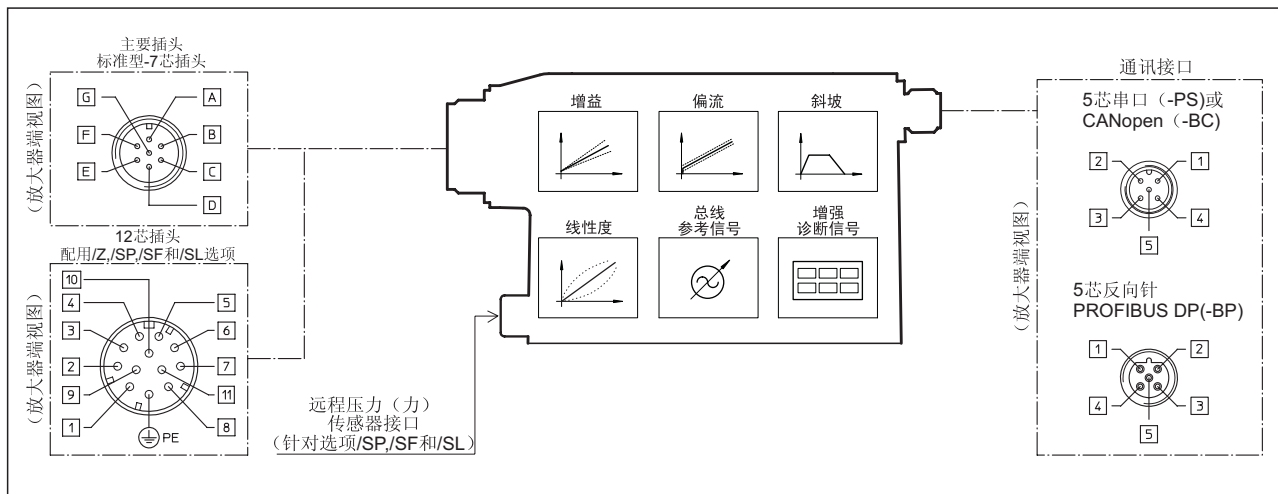 主要插头
标准型-7芯插头
(放大器端视图)
G
A
F
B
E
C
D
12芯插头
配用/Z,/SP,/SF和/SL选项
(放大器端视图)
10
4
5
3
6
2
7
9
11
1
8
PE
增益
偏流
斜坡
线性度
总线
参考信号
增强
诊断信号
远程压力（力）
传感器接口
（针对选项/SP,/SF和/SL）
通讯接口
(放大器端视图)
5芯串口（-PS)或
CANopen（-BC)
2
1
3
4
5
5芯反向针
PROFIBUS DP(-BP)
1
2
4
3
5